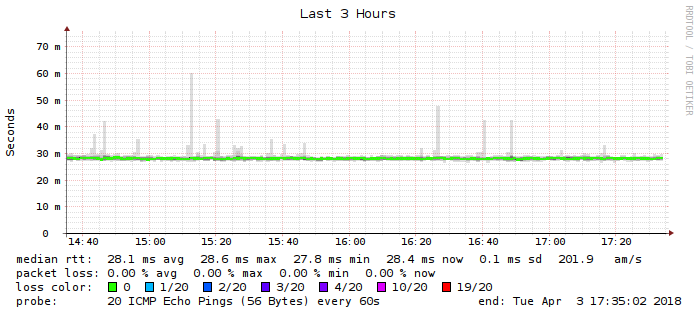 Last 3 Hours
RRDTOOL / TOBI OETIKER
Seconds
70 m
60 m
50 m
40 m
30 m
20 m
10 m
0
14:40 15:00 15:20 15:40 16:00 16:20 16:40 17:00 17:20
median rtt: 28.1 ms avg 28.6 ms max 27.8 ms min 28.4 ms now 0.1 ms sd 201.9 am/s
packet loss: 0.00 % avg 0.00 % max 0.00 % min 0.00 % now
loss color: 0 1/20 2/20 3/20 4/20 10/20 19/20
probe: 20 ICMP Echo Pings (56 Bytes) every 60s end: Tue Apr 3 17:35:02 2018